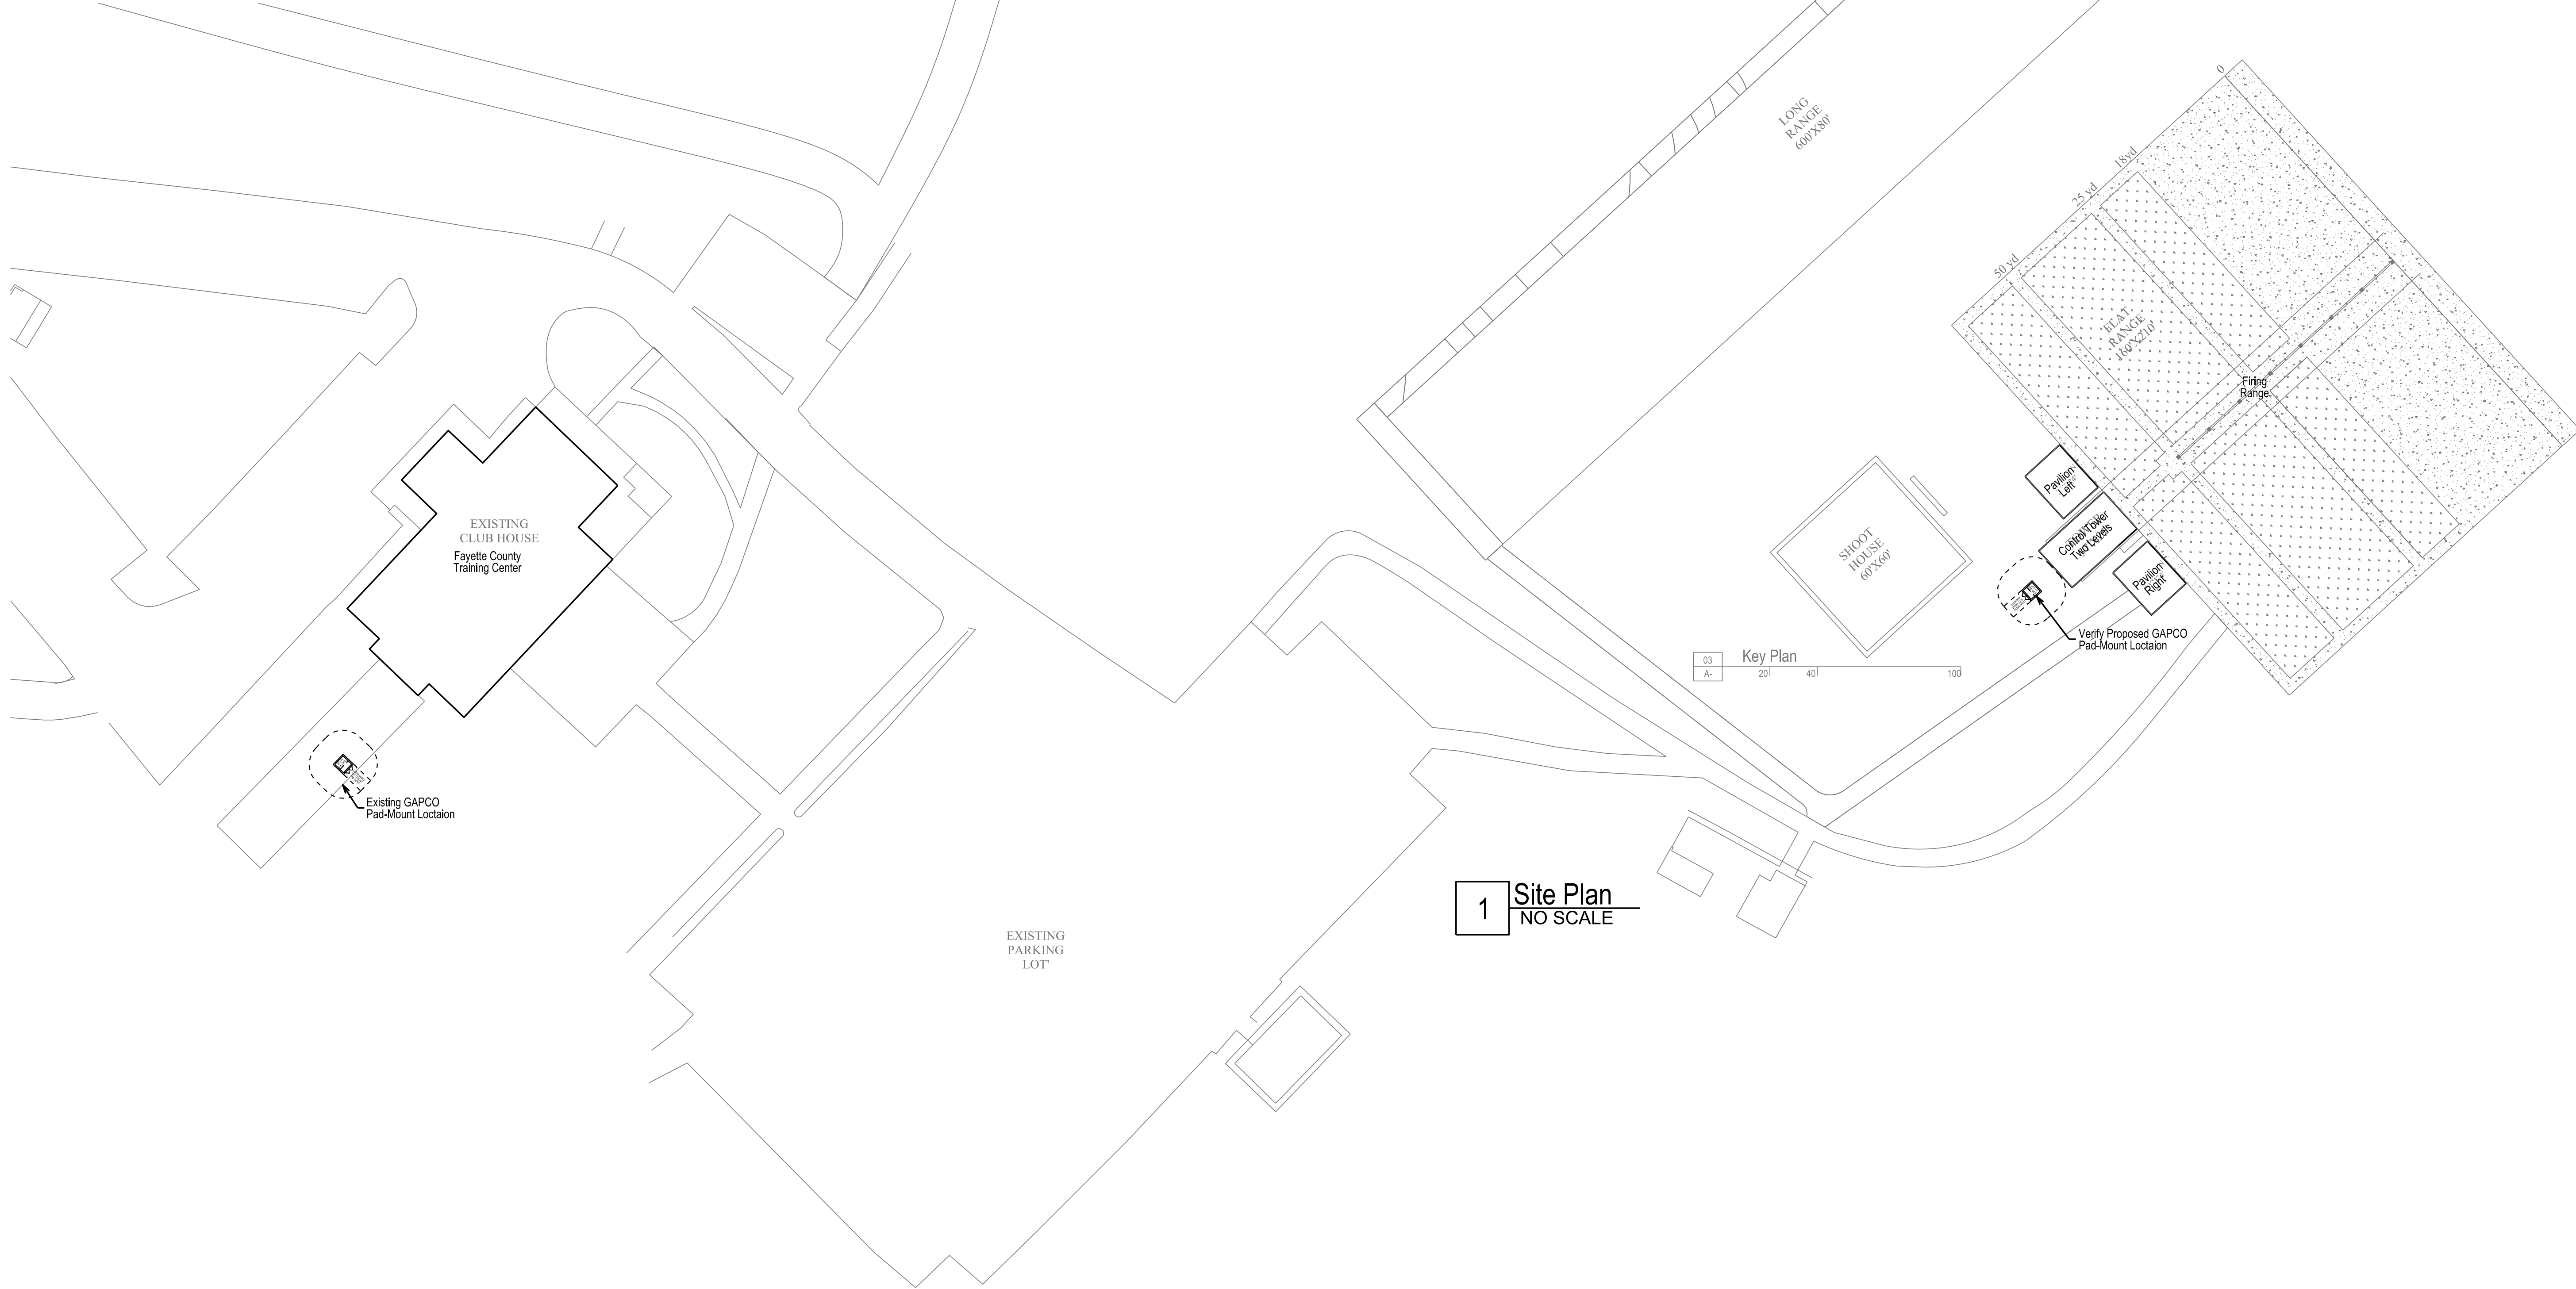 LONG
RANGE
600'X80'
0
18yd
25 yd
50 yd
FLAT
RANGE
160'X210'
Firing
Range
EXISTING
CLUB HOUSE
Fayette County
Training Center
Pavilion
Left
Control Tower
Two Levels
Pavilion
Right
SHOOT
HOUSE
60'X60'
Verify Proposed GAPCO
Pad-Mount Loctaion
03
A-
Key Plan
20
40
100
Existing GAPCO
Pad-Mount Loctaion
1
Site Plan
NO SCALE
EXISTING
PARKING
LOT'